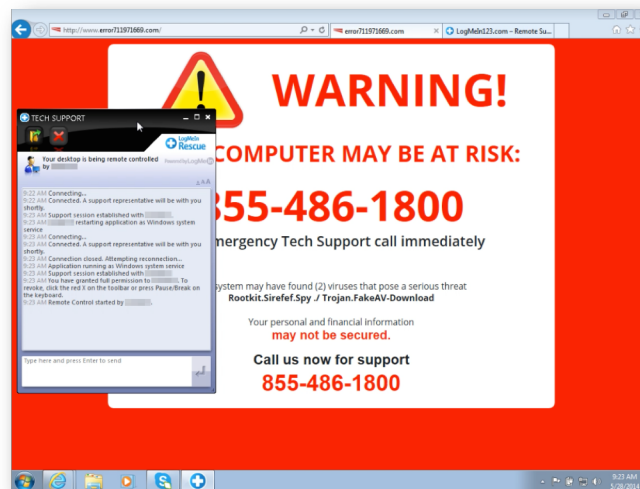 http://www.error711971669.com/
error711971669.com
LogMeIn123.com – Remote Su...
WARNING!
COMPUTER MAY BE AT RISK:
855-486-1800
mergency Tech Support call immediately
system may have found (2) viruses that pose a serious threat
Rootkit.Sirefef.Spy ./ Trojan.FakeAV-Download
Your personal and financial information
may not be secured.
Call us now for support
855-486-1800
TECH SUPPORT
LogMeIn
Rescue
Your desktop is being remote controlled
by
Powered by LogMeIn
AAA
9:22 AM Connecting...
9:22 AM Connected. A support representative will be with you
shortly.
9:23 AM Support session established with
9:23 AM restarting application as Windows system
service
9:23 AM Connecting...
9:23 AM Connected. A support representative will be with you
shortly.
9:23 AM Connection closed. Attempting reconnection...
9:23 AM Application running as Windows system service
9:23 AM Support session established with
9:23 AM You have granted full permission to . To
revoke, click the red X on the toolbar or press Pause/Break on
the keyboard.
9:23 AM Remote Control started by .
Type here and press Enter to send
9:23 AM
5/28/2014